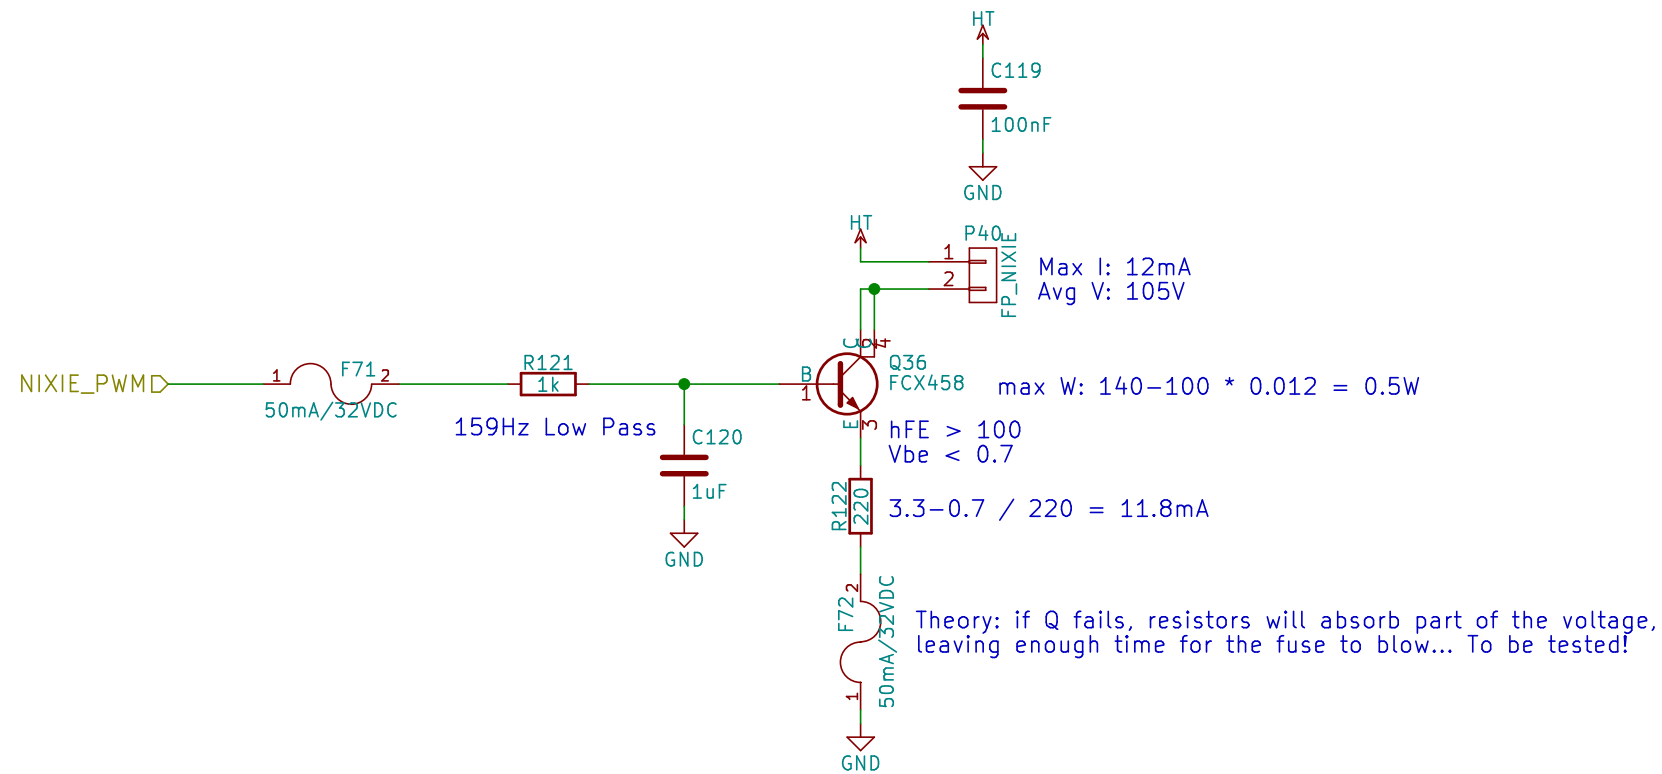 HT
C119
100nF
GND
HT
P40
1
2
FP_NIXIE
Max I: 12mA
Avg V: 105V
NIXIE_PWM
1
F71
2
50mA/32VDC
R121
1k
159Hz Low Pass
C120
1uF
GND
B
1
C
4
Q36
FCX458
max W: 140-100 * 0.012 = 0.5W
E
3
hFE > 100
Vbe < 0.7
R122
220
3.3-0.7 / 220 = 11.8mA
2
F72
50mA/32VDC
1
Theory: if Q fails, resistors will absorb part of the voltage,
leaving enough time for the fuse to blow... To be tested!
GND